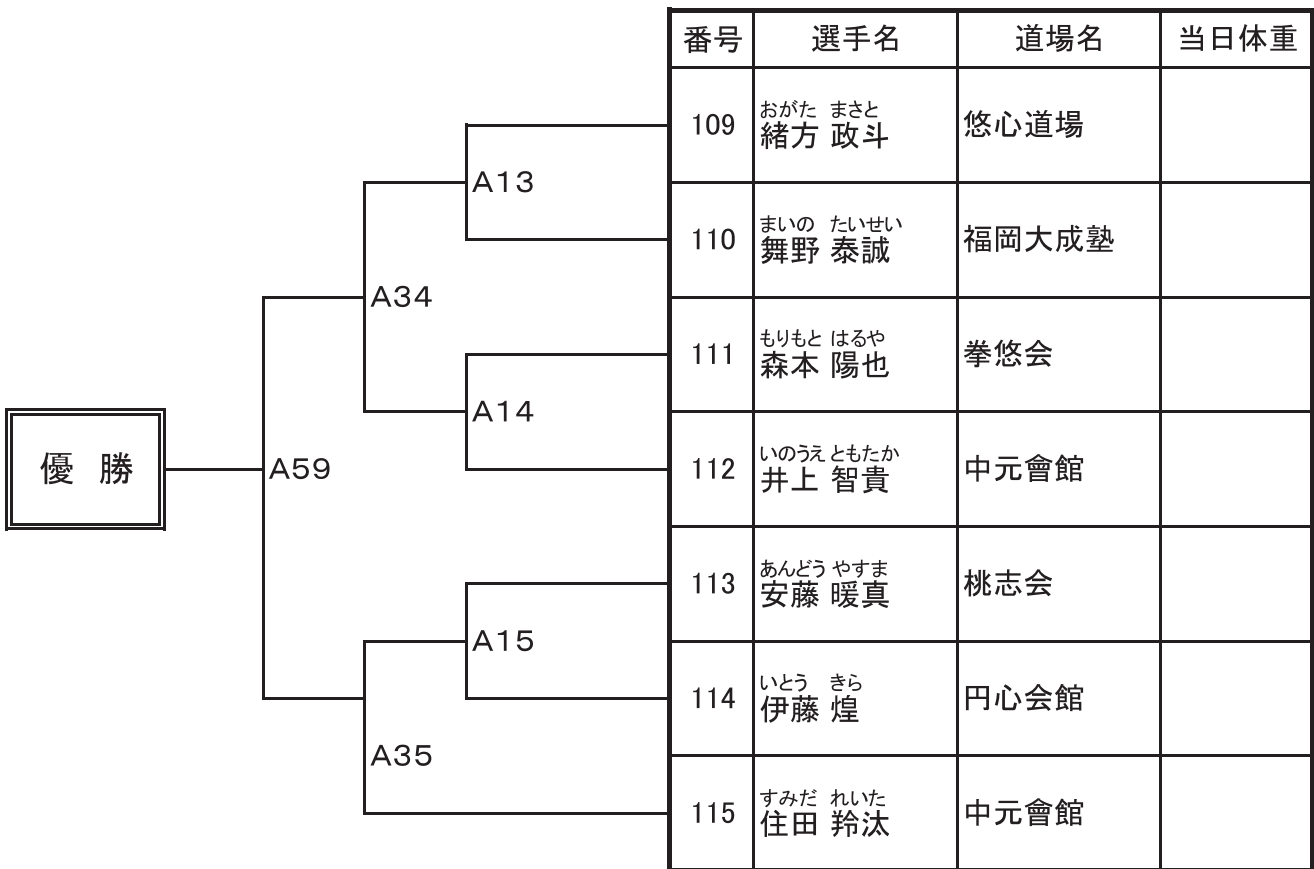 番号 選手名 道場名 当日体重
おがた まさと
109 緒方 政斗 悠心道場
A13
まいの たいせい
110 舞野 泰誠 福岡大成塾
A34
もりもと はるや
111 森本 陽也 拳悠会
A14
いのうえ ともたか
112 井上 智貴 中元會館
優 勝
A59
あんどう やすま
113 安藤 暖真 桃志会
A15
いとう きら
114 伊藤 煌 円心会館
A35
すみだ れいた
115 住田 羚汰 中元會館